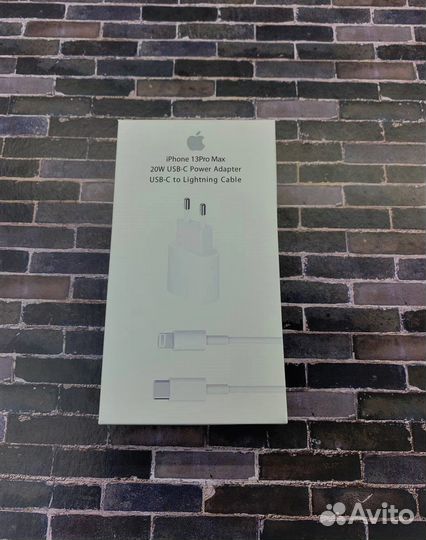 iPhone 13Pro Max
20W USB-C Power Adapter
USB-C to Lightning Cable
Avito